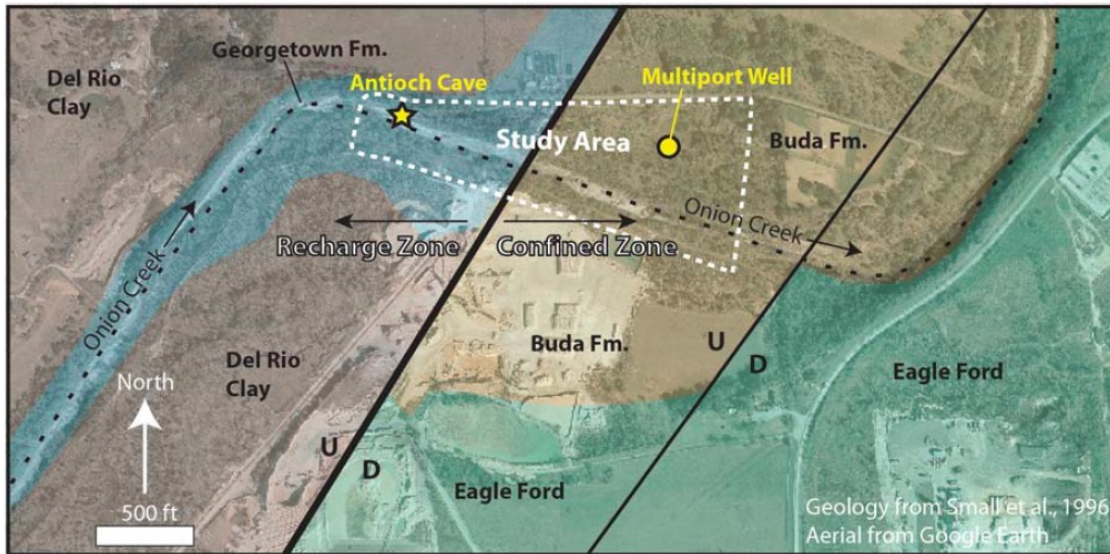 Georgetown Fm.
Del Rio
Clay
Antioch Cave
Multiport Well
Study Area
Buda Fm.
Onion Creek
Recharge Zone
Confined Zone
Onion Creek
Buda Fm.
U
D
Del Rio
Clay
Eagle Ford
North
U
D
Eagle Ford
500 ft
Geology from Small et al., 1996
Aerial from Google Earth